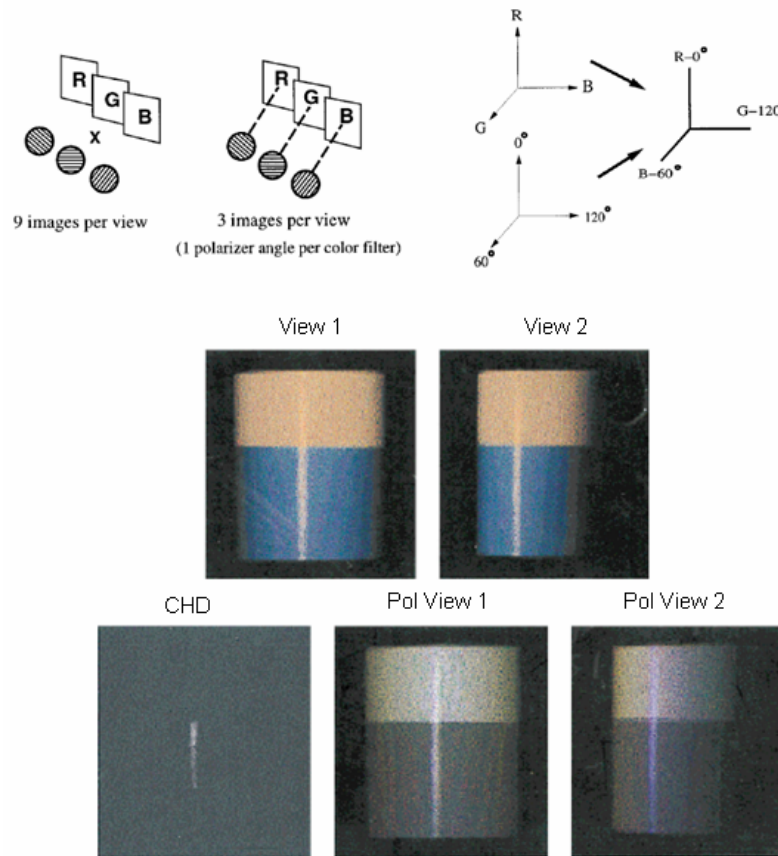 R
G
B
X
9 images per view
R
G
B
3 images per view
(1 polarizer angle per color filter)
R
B
G
0°
120°
60°
R-0°
G-120
B-60°
View 1
View 2
CHD
Pol View 1
Pol View 2